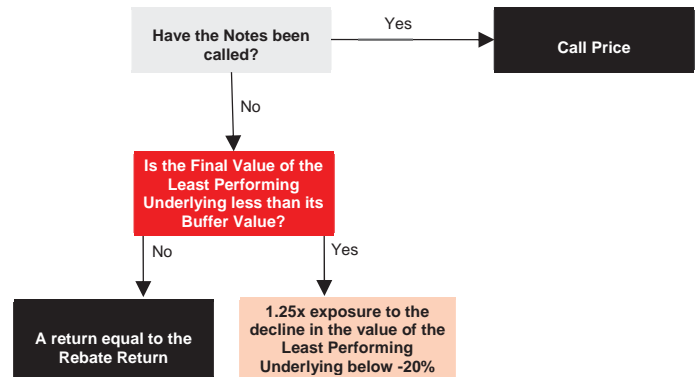 Have the Notes been
called?
Yes
Call Price
No
Is the Final Value of the
Least Performing
Underlying less than its
Buffer Value?
No
Yes
A return equal to the
Rebate Return
1.25x exposure to the
decline in the value of the
Least Performing
Underlying below -20%